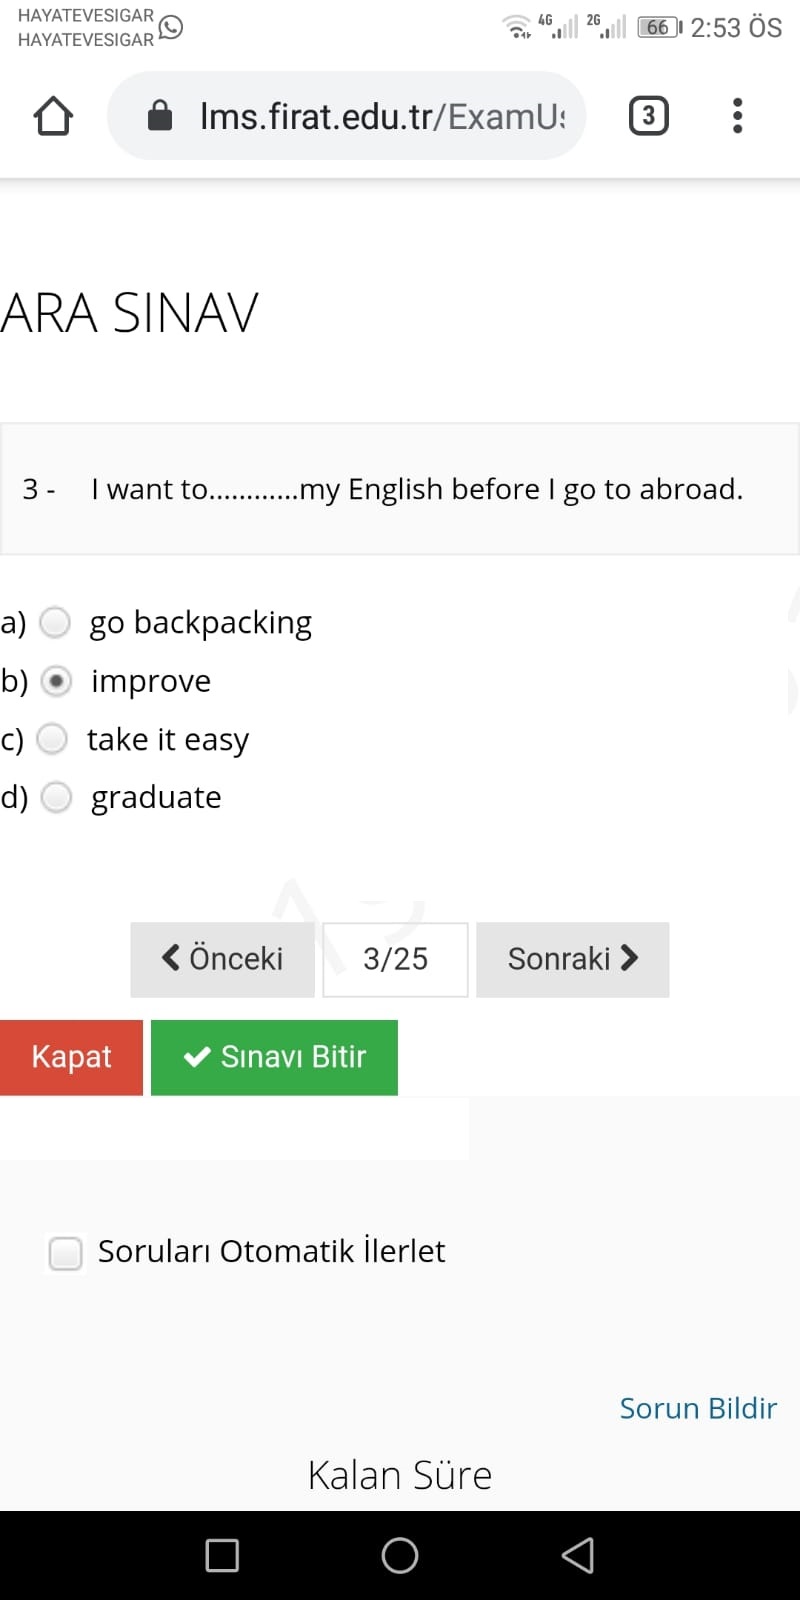 HAYATEVESIGAR
HAYATEVESIGAR
4G 2G 66 2:53 ÖS
lms.firat.edu.tr/ExamUs
3
ARA SINAV
3 - I want to............my English before I go to abroad.
a) go backpacking
b) improve
c) take it easy
d) graduate
Önceki 3/25 Sonraki
Kapat Sınavı Bitir
Soruları Otomatik İlerlet
Sorun Bildir
Kalan Süre